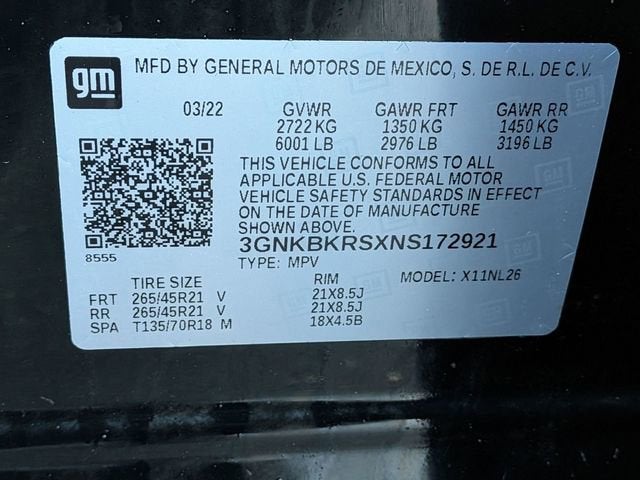 gm
MFD BY GENERAL MOTORS DE MEXICO, S. DE R.L. DE C.V.
03/22 GVWR GAWR FRT GAWR RR
2722 KG 1350 KG 1450 KG
6001 LB 2976 LB 3196 LB
THIS VEHICLE CONFORMS TO ALL
APPLICABLE U.S. FEDERAL MOTOR
VEHICLE SAFETY STANDARDS IN EFFECT
ON THE DATE OF MANUFACTURE
SHOWN ABOVE.
8555 3GNKBKRSXNS172921
TYPE: MPV MODEL: X11NL26
TIRE SIZE RIM
FRT 265/45R21 V 21X8.5J
RR 265/45R21 V 21X8.5J
SPA T135/70R18 M 18X4.5B